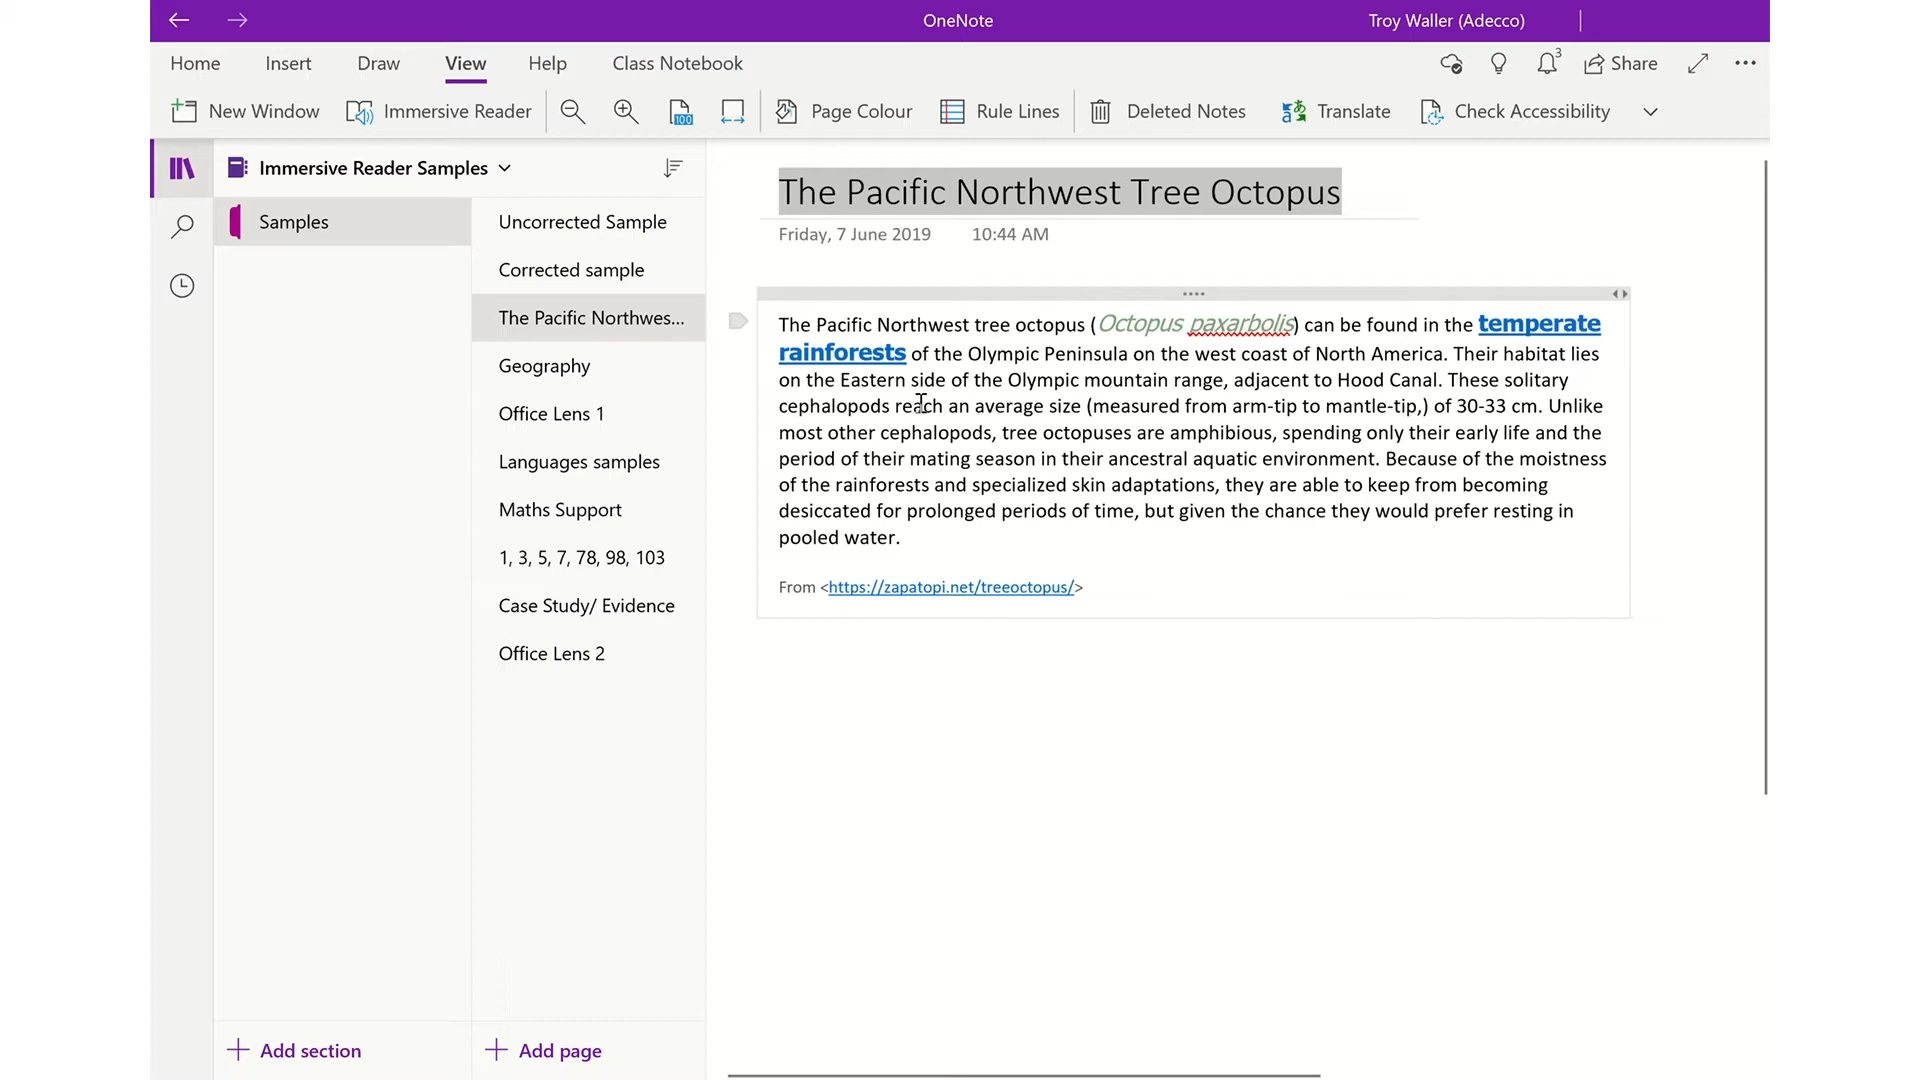 OneNote
Troy Waller (Adecco)
Home Insert Draw View Help Class Notebook
3
Share
New Window Immersive Reader 100 Page Colour Rule Lines Deleted Notes Translate Check Accessibility
Immersive Reader Samples
Samples
Uncorrected Sample
Corrected sample
The Pacific Northwes...
Geography
Office Lens 1
Languages samples
Maths Support
1, 3, 5, 7, 78, 98, 103
Case Study/ Evidence
Office Lens 2
Add section
Add page
The Pacific Northwest Tree Octopus
Friday, 7 June 2019 10:44 AM
The Pacific Northwest tree octopus (Octopus paxarbolis) can be found in the temperate
rainforests of the Olympic Peninsula on the west coast of North America. Their habitat lies
on the Eastern side of the Olympic mountain range, adjacent to Hood Canal. These solitary
cephalopods reach an average size (measured from arm-tip to mantle-tip,) of 30-33 cm. Unlike
most other cephalopods, tree octopuses are amphibious, spending only their early life and the
period of their mating season in their ancestral aquatic environment. Because of the moistness
of the rainforests and specialized skin adaptations, they are able to keep from becoming
desiccated for prolonged periods of time, but given the chance they would prefer resting in
pooled water.
From <https://zapatopi.net/treeoctopus/>